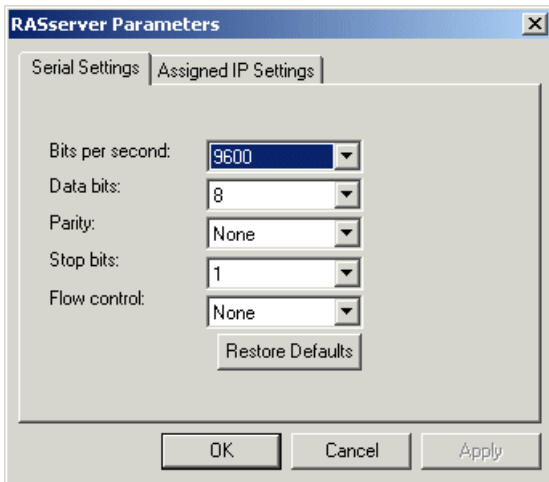 RASserver Parameters
Serial Settings
Assigned IP Settings
Bits per second:
9600
Data bits:
8
Parity:
None
Stop bits:
1
Flow control:
None
Restore Defaults
OK
Cancel
Apply